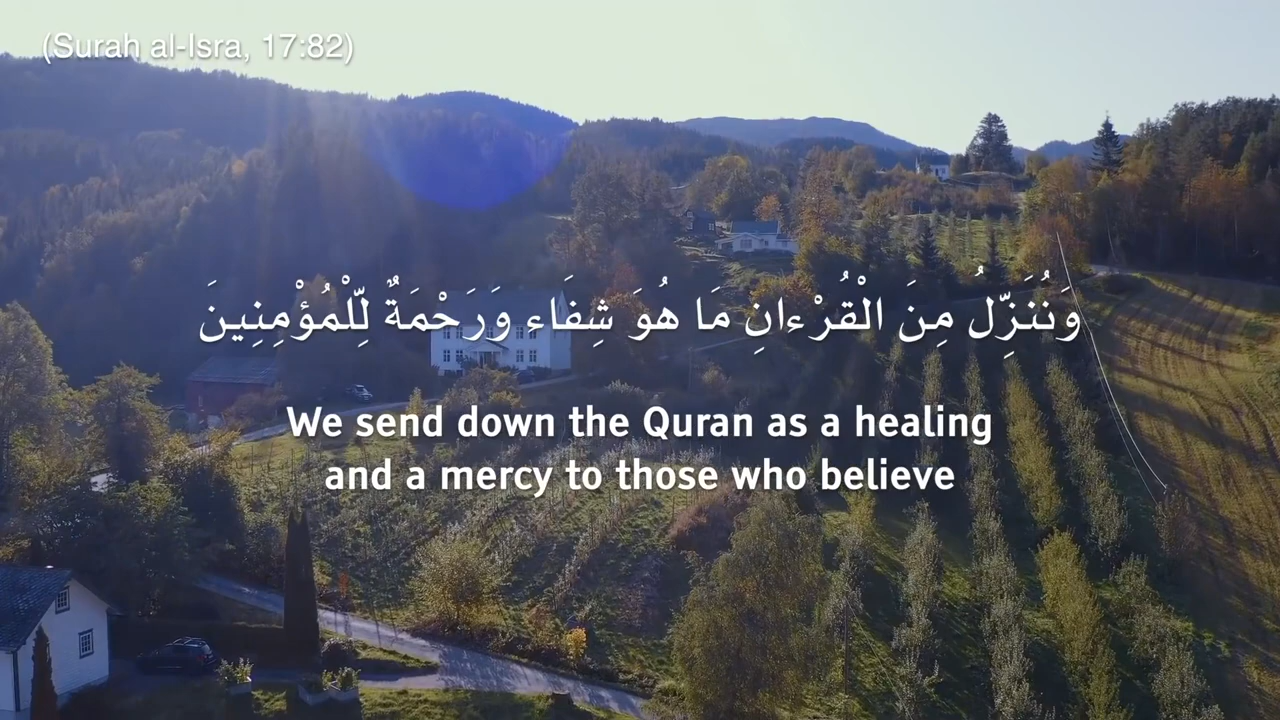 (Surah al-Isra, 17:82)
وَنُنَزِّلُ مِنَ الْقُرْءانِ مَا هُوَ شِفَاء وَرَحْمَةٌ لِّلْمُؤْمِنِينَ
We send down the Quran as a healing
and a mercy to those who believe